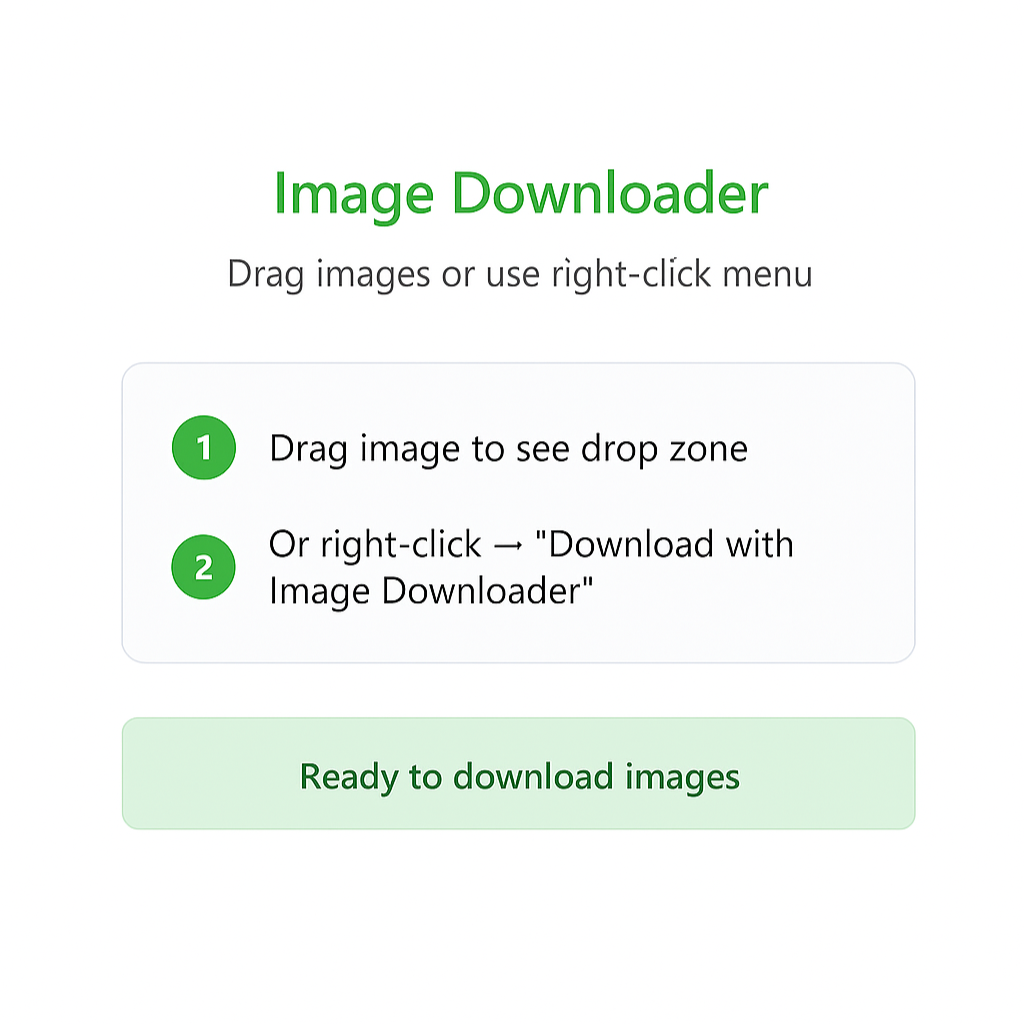 Image Downloader
Drag images or use right-click menu
1 Drag image to see drop zone
2 Or right-click → "Download with
Image Downloader"
Ready to download images